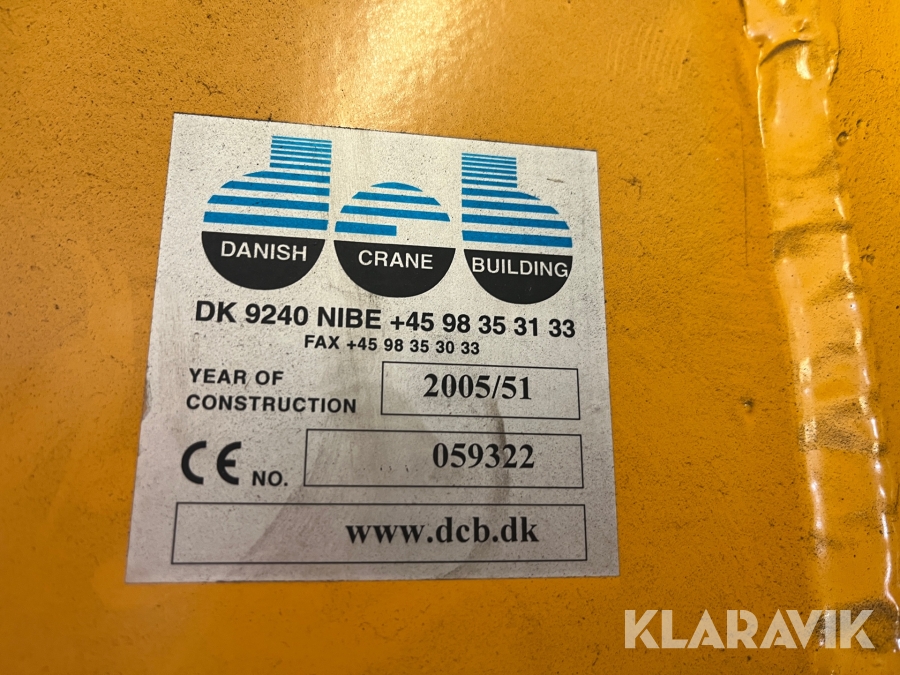 DANISH CRANE BUILDING
DK 9240 NIBE +45 98 35 31 33
FAX +45 98 35 30 33
YEAR OF
CONSTRUCTION
2005/51
CE NO.
059322
www.dcb.dk
KLARAVIK